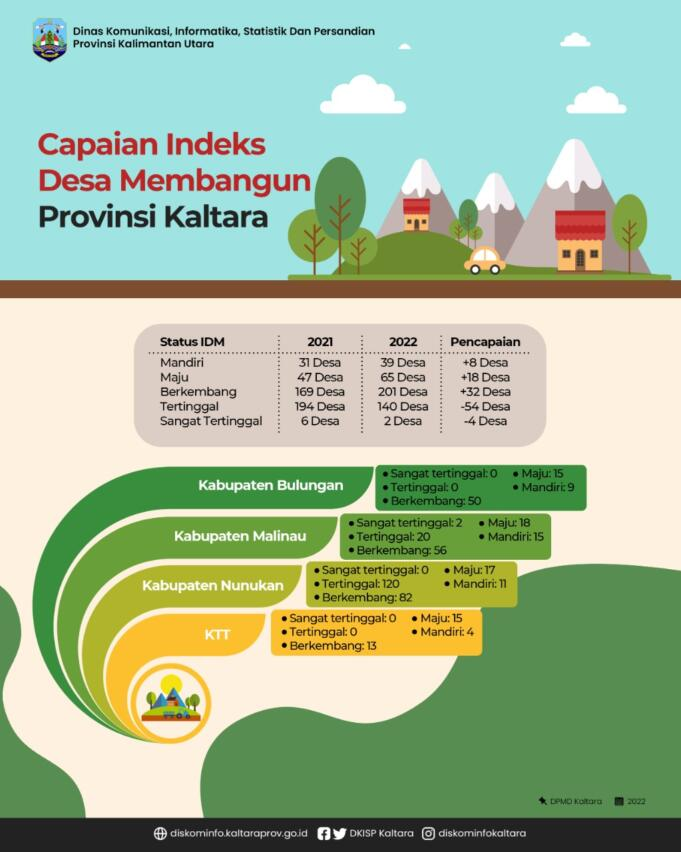 Dinas Komunikasi, Informatika, Statistik Dan Persandian
Provinsi Kalimantan Utara
Capaian Indeks
Desa Membangun
Provinsi Kaltara
Status IDM 2021 2022 Pencapaian
Mandiri 31 Desa 39 Desa +8 Desa
Maju 47 Desa 65 Desa +18 Desa
Berkembang 169 Desa 201 Desa +32 Desa
Tertinggal 194 Desa 140 Desa -54 Desa
Sangat Tertinggal 6 Desa 2 Desa -4 Desa
Kabupaten Bulungan
• Sangat tertinggal: 0 • Maju: 15
• Tertinggal: 0 • Mandiri: 9
• Berkembang: 50
Kabupaten Malinau
• Sangat tertinggal: 2 • Maju: 18
• Tertinggal: 20 • Mandiri: 15
• Berkembang: 56
Kabupaten Nunukan
• Sangat tertinggal: 0 • Maju: 17
• Tertinggal: 120 • Mandiri: 11
• Berkembang: 82
KTT
• Sangat tertinggal: 0 • Maju: 15
• Tertinggal: 0 • Mandiri: 4
• Berkembang: 13
DPMD Kaltara 2022
diskominfo.kaltaraprov.go.id DKISP Kaltara diskominfokaltara